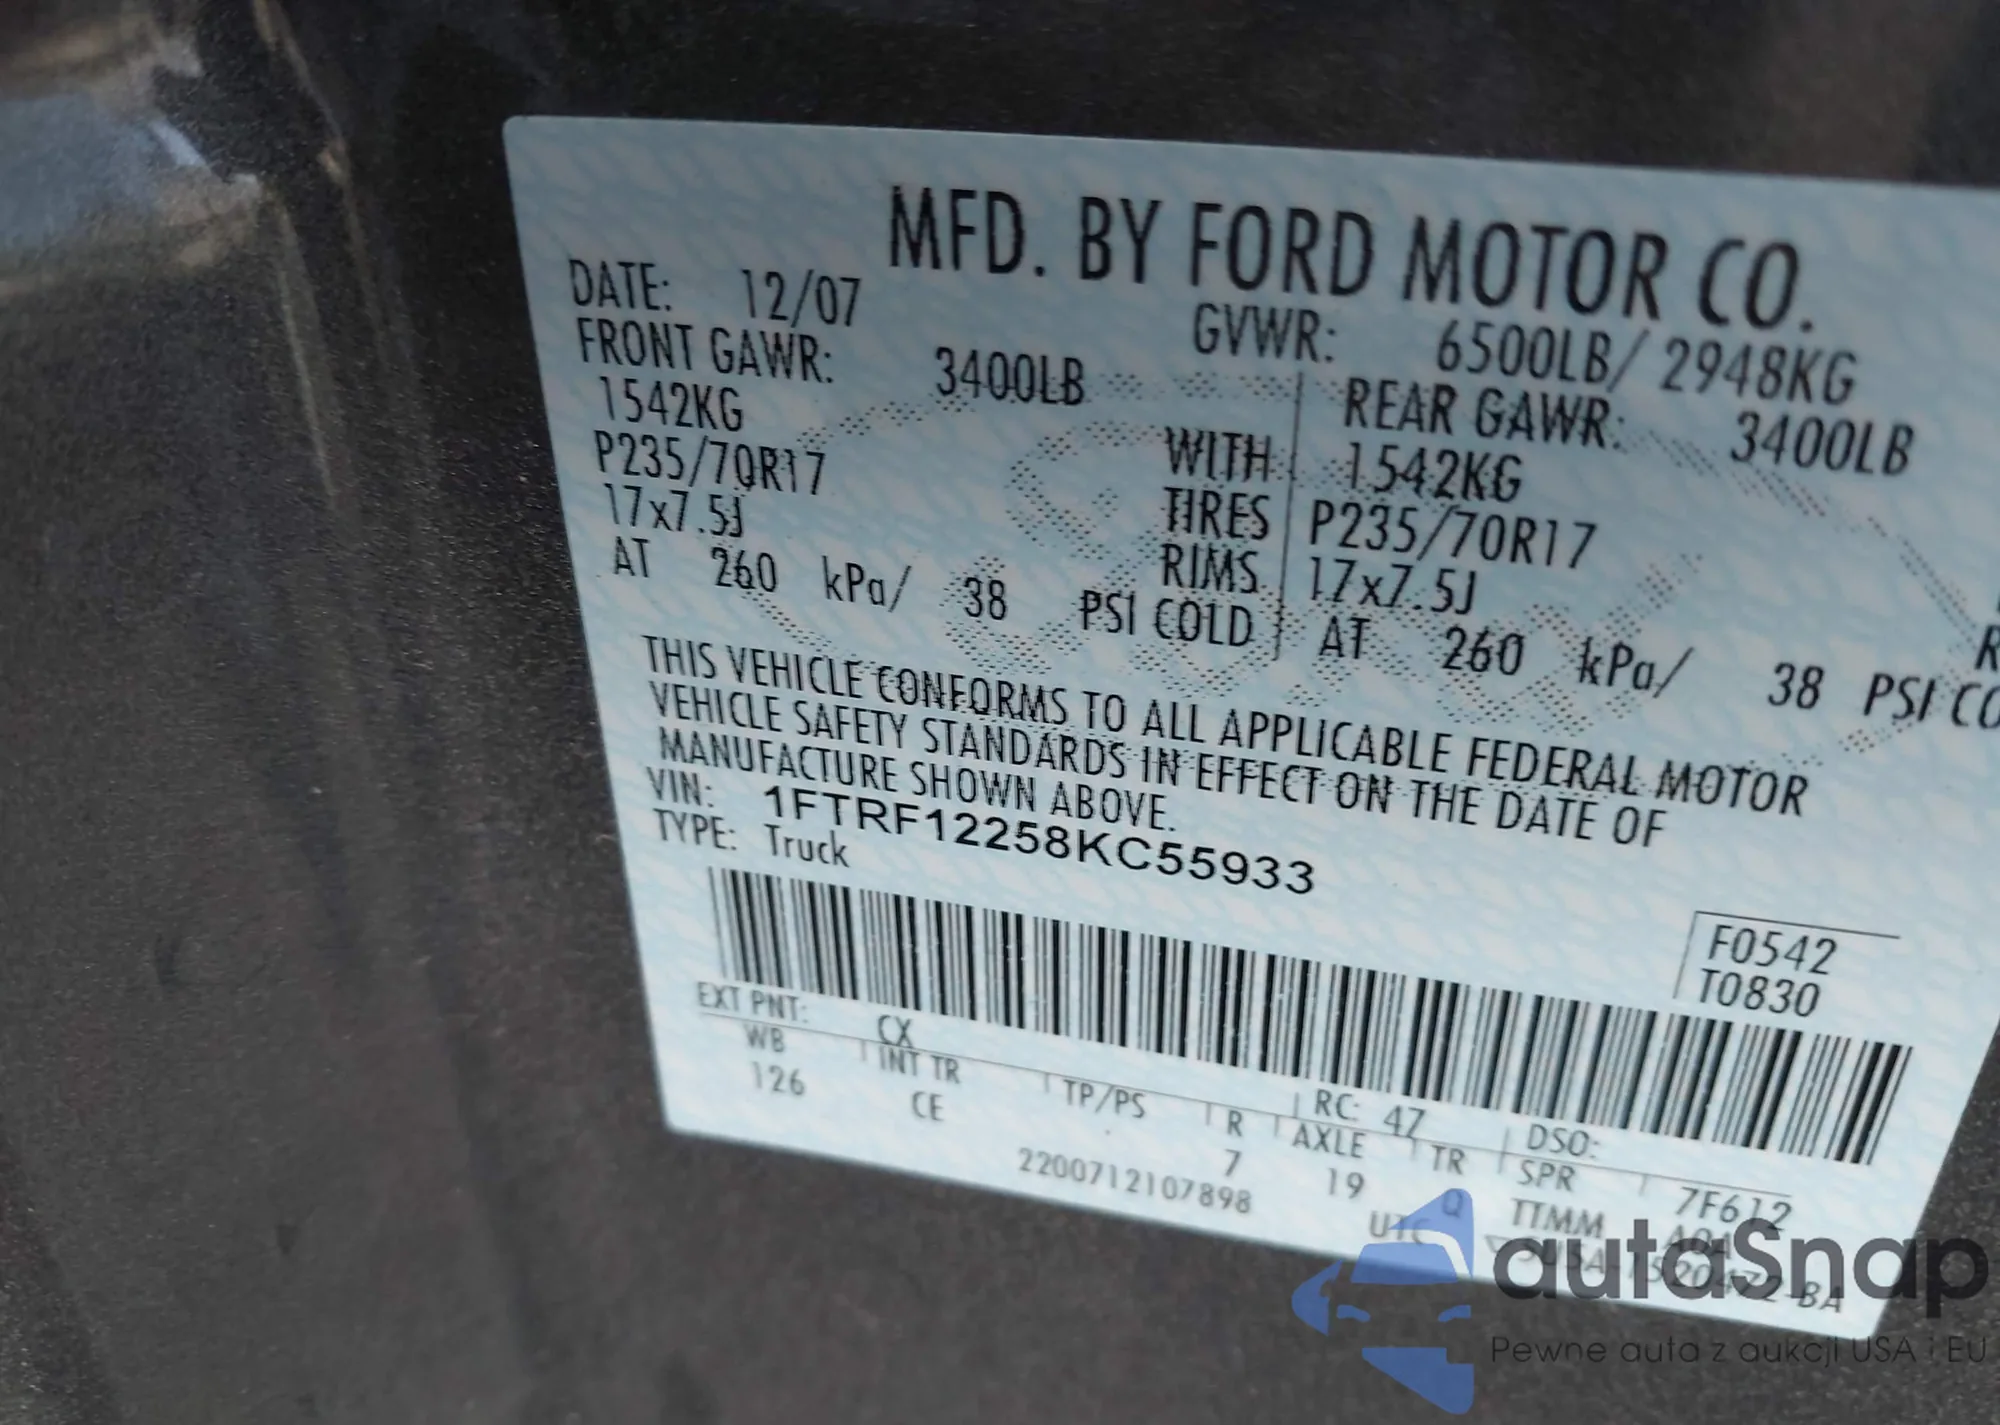 MFD. BY FORD MOTOR CO.
DATE: 12/07 GVWR: 6500LB/ 2948KG
FRONT GAWR: 3400LB REAR GAWR: 3400LB
1542KG WITH 1542KG
P235/70R17 TIRES P235/70R17
17x7.5J RIMS 17x7.5J
AT 260 kPa/ 38 PSI COLD AT 260 kPa/ 38 PSI CO
THIS VEHICLE CONFORMS TO ALL APPLICABLE FEDERAL MOTOR
VEHICLE SAFETY STANDARDS IN EFFECT ON THE DATE OF
MANUFACTURE SHOWN ABOVE.
VIN: 1FTRF12258KC55933
TYPE: Truck
F0542
T0830
EXT PNT: CX RC: 47 DSO:
WB INT TR TP/PS R AXLE TR SPR 7F612
126 CE 7 19 Q TTMM
2200712107898 UTC
autaSnap
Pewne auta z aukcji USA i EU